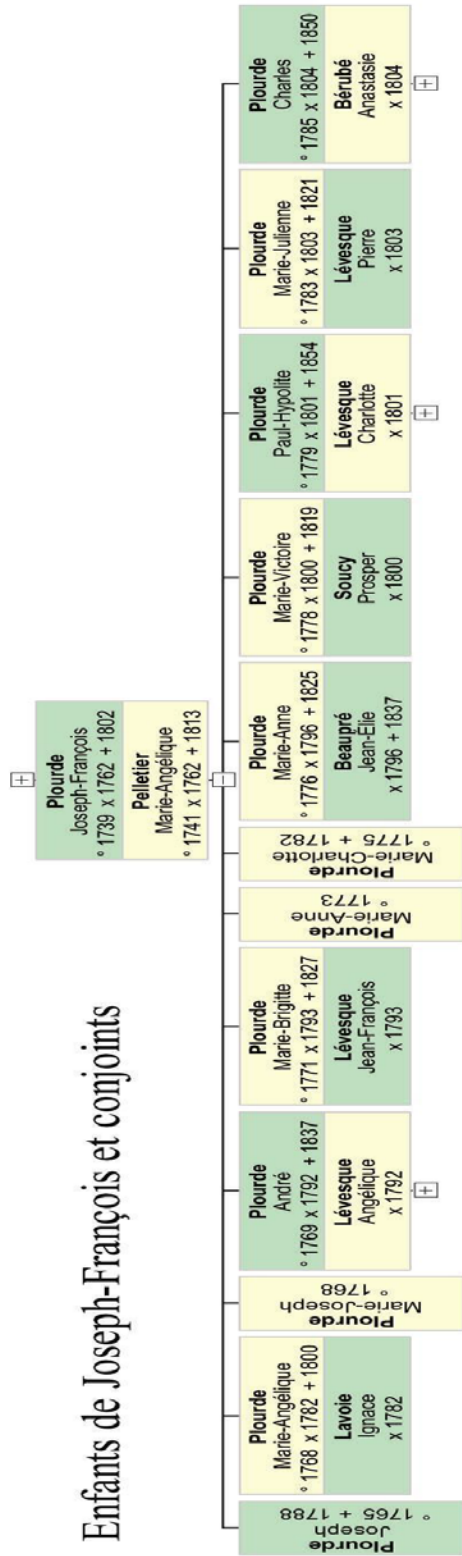 Enfants de Joseph-François et conjoints
Plourde
Joseph-François
° 1739 x 1762 + 1802
Pelletier
Marie-Angélique
° 1741 x 1762 + 1813
Plourde
Joseph
° 1765 + 1788
Plourde
Marie-Angélique
° 1768 x 1782 + 1800
Lavoie
Ignace
x 1782
Plourde
Marie-Joseph
° 1768
Plourde
André
° 1769 x 1792 + 1837
Lévesque
Angélique
x 1792
Plourde
Marie-Brigitte
° 1771 x 1793 + 1827
Lévesque
Jean-François
x 1793
Plourde
Marie-Anne
° 1773
Plourde
Marie-Charlotte
° 1775 + 1782
Plourde
Marie-Anne
° 1776 x 1796 + 1825
Beaupré
Jean-Élie
x 1796 + 1837
Plourde
Marie-Victoire
° 1778 x 1800 + 1819
Soucy
Prosper
x 1800
Plourde
Paul-Hypolite
° 1779 x 1801 + 1854
Lévesque
Charlotte
x 1801
Plourde
Marie-Julienne
° 1783 x 1803 + 1821
Lévesque
Pierre
x 1803
Plourde
Charles
° 1785 x 1804 + 1850
Bérubé
Anastasie
x 1804